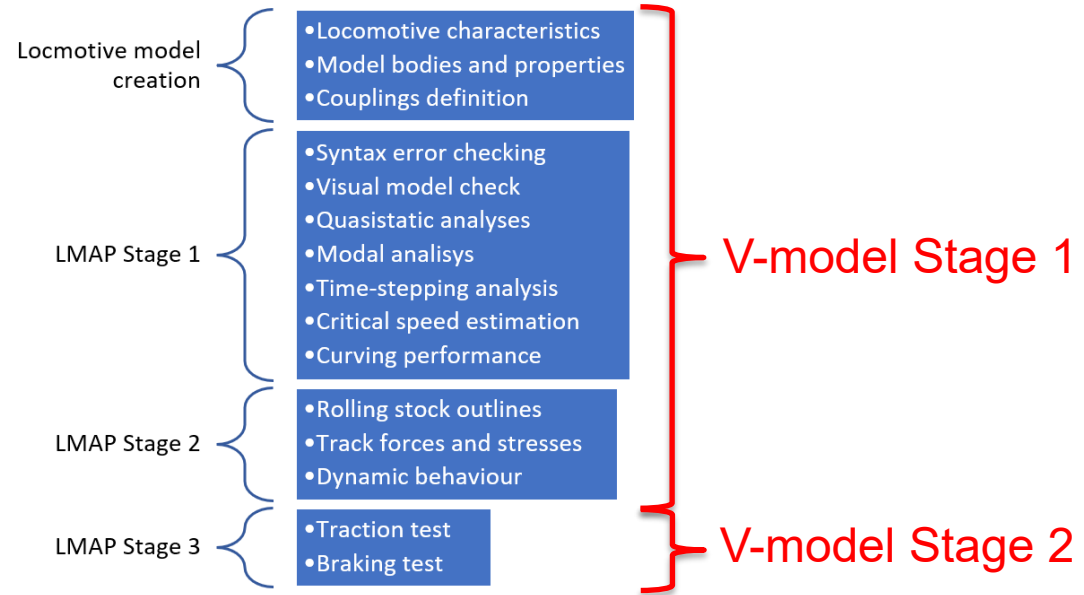 Locmotive model
creation
•Locomotive characteristics
•Model bodies and properties
•Couplings definition
LMAP Stage 1
•Syntax error checking
•Visual model check
•Quasistatic analyses
•Modal analisys
•Time-stepping analysis
•Critical speed estimation
•Curving performance
LMAP Stage 2
•Rolling stock outlines
•Track forces and stresses
•Dynamic behaviour
V-model Stage 1
LMAP Stage 3
•Traction test
•Braking test
V-model Stage 2